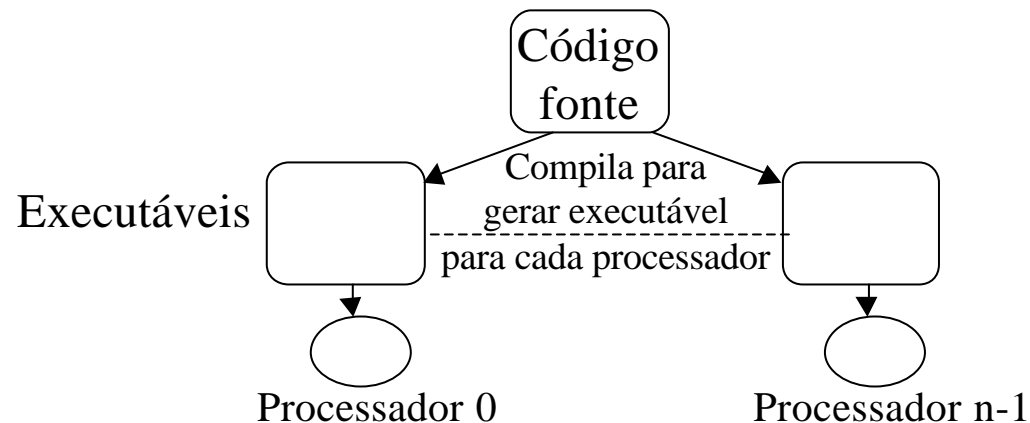 Código
fonte
Compila para
gerar executável
para cada processador
Executáveis
Processador 0
Processador n-1